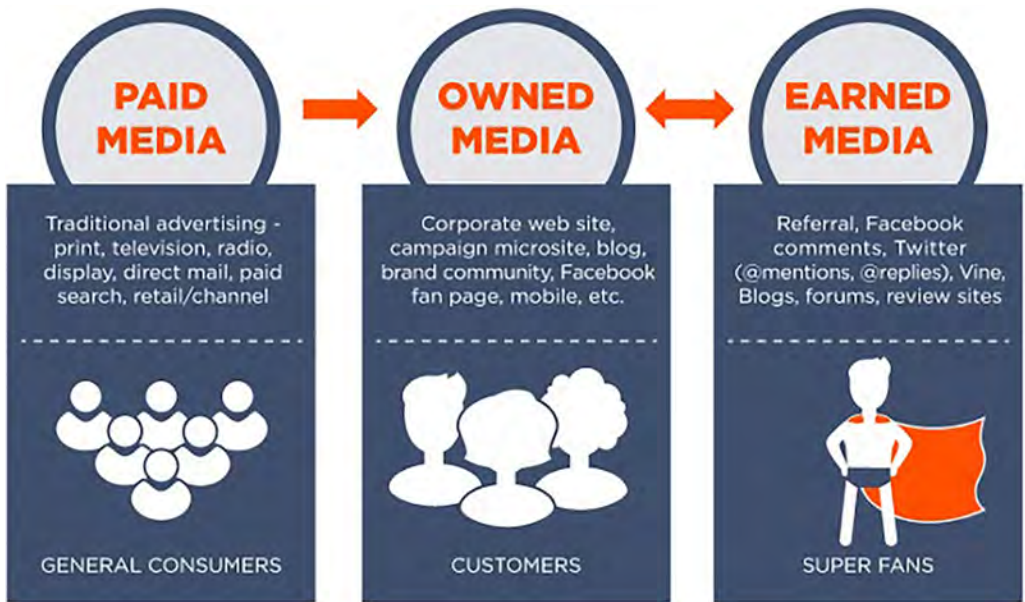 PAID
MEDIA
Traditional advertising -
print, television, radio,
display, direct mail, paid
search, retail/channel
GENERAL CONSUMERS
OWNED
MEDIA
Corporate web site,
campaign microsite, blog,
brand community, Facebook
fan page, mobile, etc.
CUSTOMERS
EARNED
MEDIA
Referral, Facebook
comments, Twitter
(@mentions, @replies), Vine,
Blogs, forums, review sites
SUPER FANS